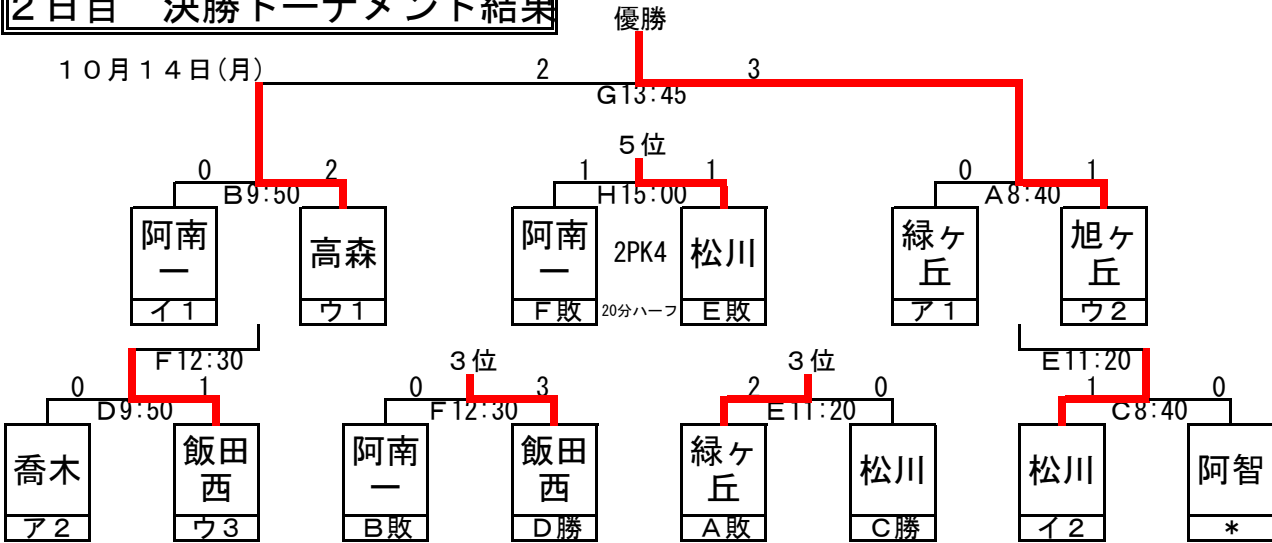 2日目　決勝トーナメント結果
優勝
１０月１４日(月)
2
3
G13:45
5位
0
2
1
1
0
1
B9:50
H15:00
A8:40
阿南一
高森
阿南一
2PK4
松川
緑ヶ丘
旭ヶ丘
イ1
ウ1
F敗
20分ハーフ
E敗
ア1
ウ2
F12:30
3位
3位
E11:20
0
1
0
3
2
0
1
0
D9:50
F12:30
E11:20
C8:40
喬木
飯田西
阿南一
飯田西
緑ヶ丘
松川
松川
阿智
ア2
ウ3
B敗
D勝
A敗
C勝
イ2
*